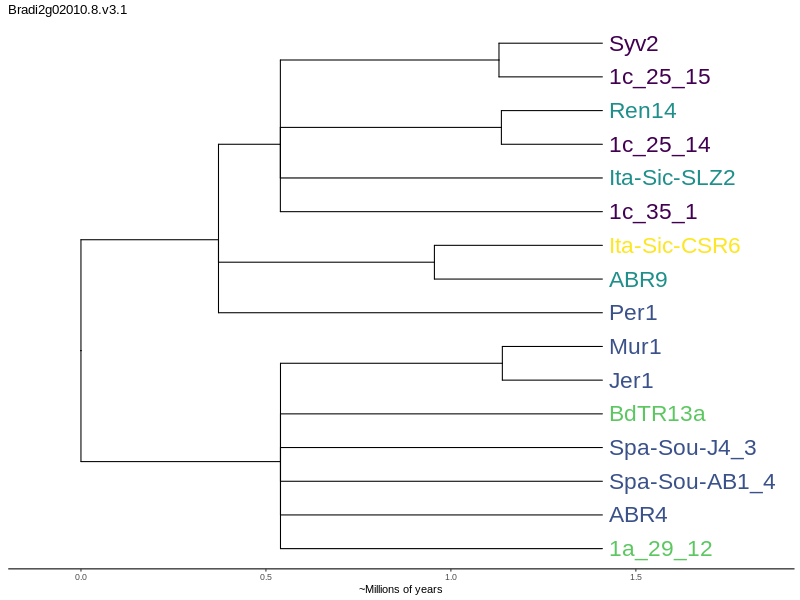 Bradi2g02010.8.v3.1
Syv2
1c_25_15
Ren14
1c_25_14
Ita-Sic-SLZ2
1c_35_1
Ita-Sic-CSR6
ABR9
Per1
Mur1
Jer1
BdTR13a
Spa-Sou-J4_3
Spa-Sou-AB1_4
ABR4
1a_29_12
0.0 0.5 1.0 1.5
~Millions of years